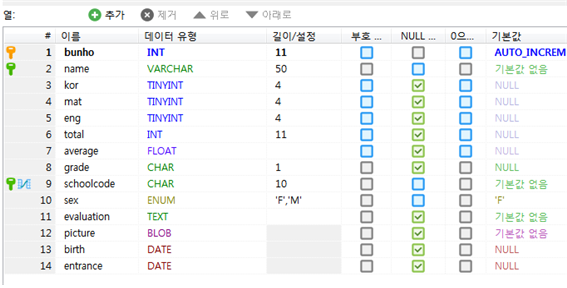 열: 추가 제거 위로 아래로
# 이름 데이터 유형 길이/설정 부호 ... NULL ... 0으... 기본값
1 bunho INT 11 AUTO_INCREM
2 name VARCHAR 50 기본값 없음
3 kor TINYINT 4 NULL
4 mat TINYINT 4 NULL
5 eng TINYINT 4 NULL
6 total INT 11 NULL
7 average FLOAT NULL
8 grade CHAR 1 NULL
9 schoolcode CHAR 10 기본값 없음
10 sex ENUM 'F','M' 'F'
11 evaluation TEXT 기본값 없음
12 picture BLOB 기본값 없음
13 birth DATE NULL
14 entrance DATE NULL